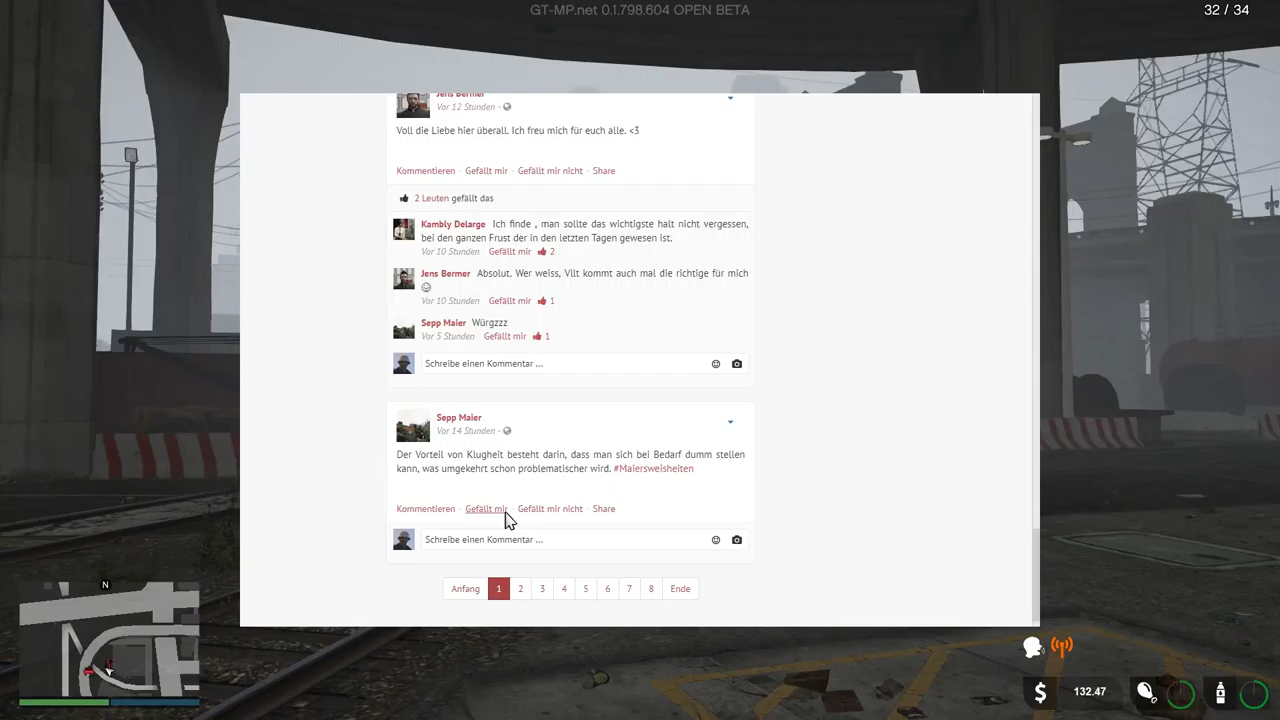 GT-MP.net 0.1.798.604 OPEN BETA
32 / 34
Jens Bermer
Vor 12 Stunden -
Voll die Liebe hier überall. Ich freu mich für euch alle. <3
Kommentieren · Gefällt mir · Gefällt mir nicht · Share
2 Leuten gefällt das
Kambly Delarge Ich finde , man sollte das wichtigste halt nicht vergessen,
bei den ganzen Frust der in den letzten Tagen gewesen ist.
Vor 10 Stunden Gefällt mir 2
Jens Bermer Absolut. Wer weiss, Vllt kommt auch mal die richtige für mich
Vor 10 Stunden Gefällt mir 1
Sepp Maier Würgzzz
Vor 5 Stunden Gefällt mir 1
Schreibe einen Kommentar ...
Sepp Maier
Vor 14 Stunden -
Der Vorteil von Klugheit besteht darin, dass man sich bei Bedarf dumm stellen
kann, was umgekehrt schon problematischer wird. #Maiersweisheiten
Kommentieren · Gefällt mir · Gefällt mir nicht · Share
Schreibe einen Kommentar ...
Anfang 1 2 3 4 5 6 7 8 Ende
N
$ 132.47